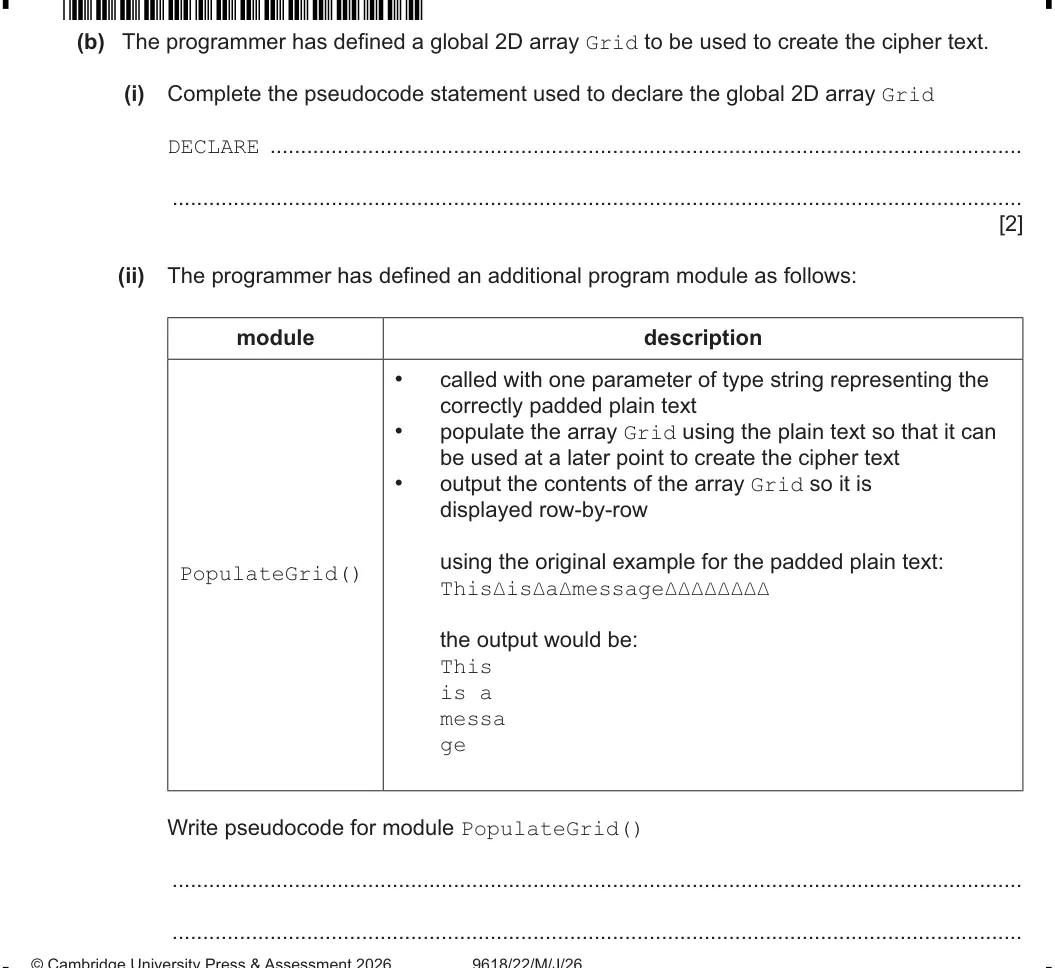 (b) The programmer has defined a global 2D array Grid to be used to create the cipher text.
(i) Complete the pseudocode statement used to declare the global 2D array Grid
DECLARE ..........
..........
[2]
(ii) The programmer has defined an additional program module as follows:
module description
• called with one parameter of type string representing the
correctly padded plain text
• populate the array Grid using the plain text so that it can
be used at a later point to create the cipher text
• output the contents of the array Grid so it is
displayed row-by-row
using the original example for the padded plain text:
PopulateGrid()
This∆is∆a∆message∆∆∆∆∆∆∆∆
the output would be:
This
is a
messa
ge
Write pseudocode for module PopulateGrid()
..........
..........
© Cambridge University Press & Assessment 2026 9618/22/M/J/26